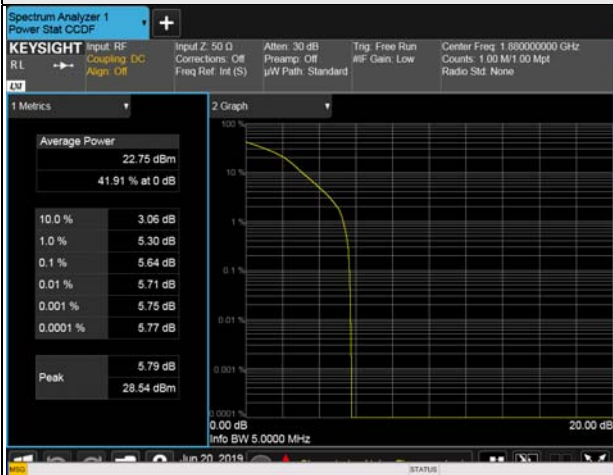 Spectrum Analyzer 1
Power Stat CCDF
+
KEYSIGHT
RL
LXI
Input: RF
Coupling: DC
Align: Off
Input Z: 50 Ω
Corrections: Off
Freq Ref: Int (S)
Atten: 30 dB
Preamp: Off
µW Path: Standard
Trig: Free Run
#IF Gain: Low
Center Freq: 1.880000000 GHz
Counts: 1.00 M/1.00 Mpt
Radio Std: None
1 Metrics
Average Power
22.75 dBm
41.91 % at 0 dB
10.0 % 3.06 dB
1.0 % 5.30 dB
0.1 % 5.64 dB
0.01 % 5.71 dB
0.001 % 5.75 dB
0.0001 % 5.77 dB
Peak 5.79 dB
28.54 dBm
2 Graph
100 %
10 %
1 %
0.1 %
0.01 %
0.001 %
0.0001 %
0.00 dB 20.00 dB
Info BW 5.0000 MHz
Jun 20, 2019
MSG STATUS